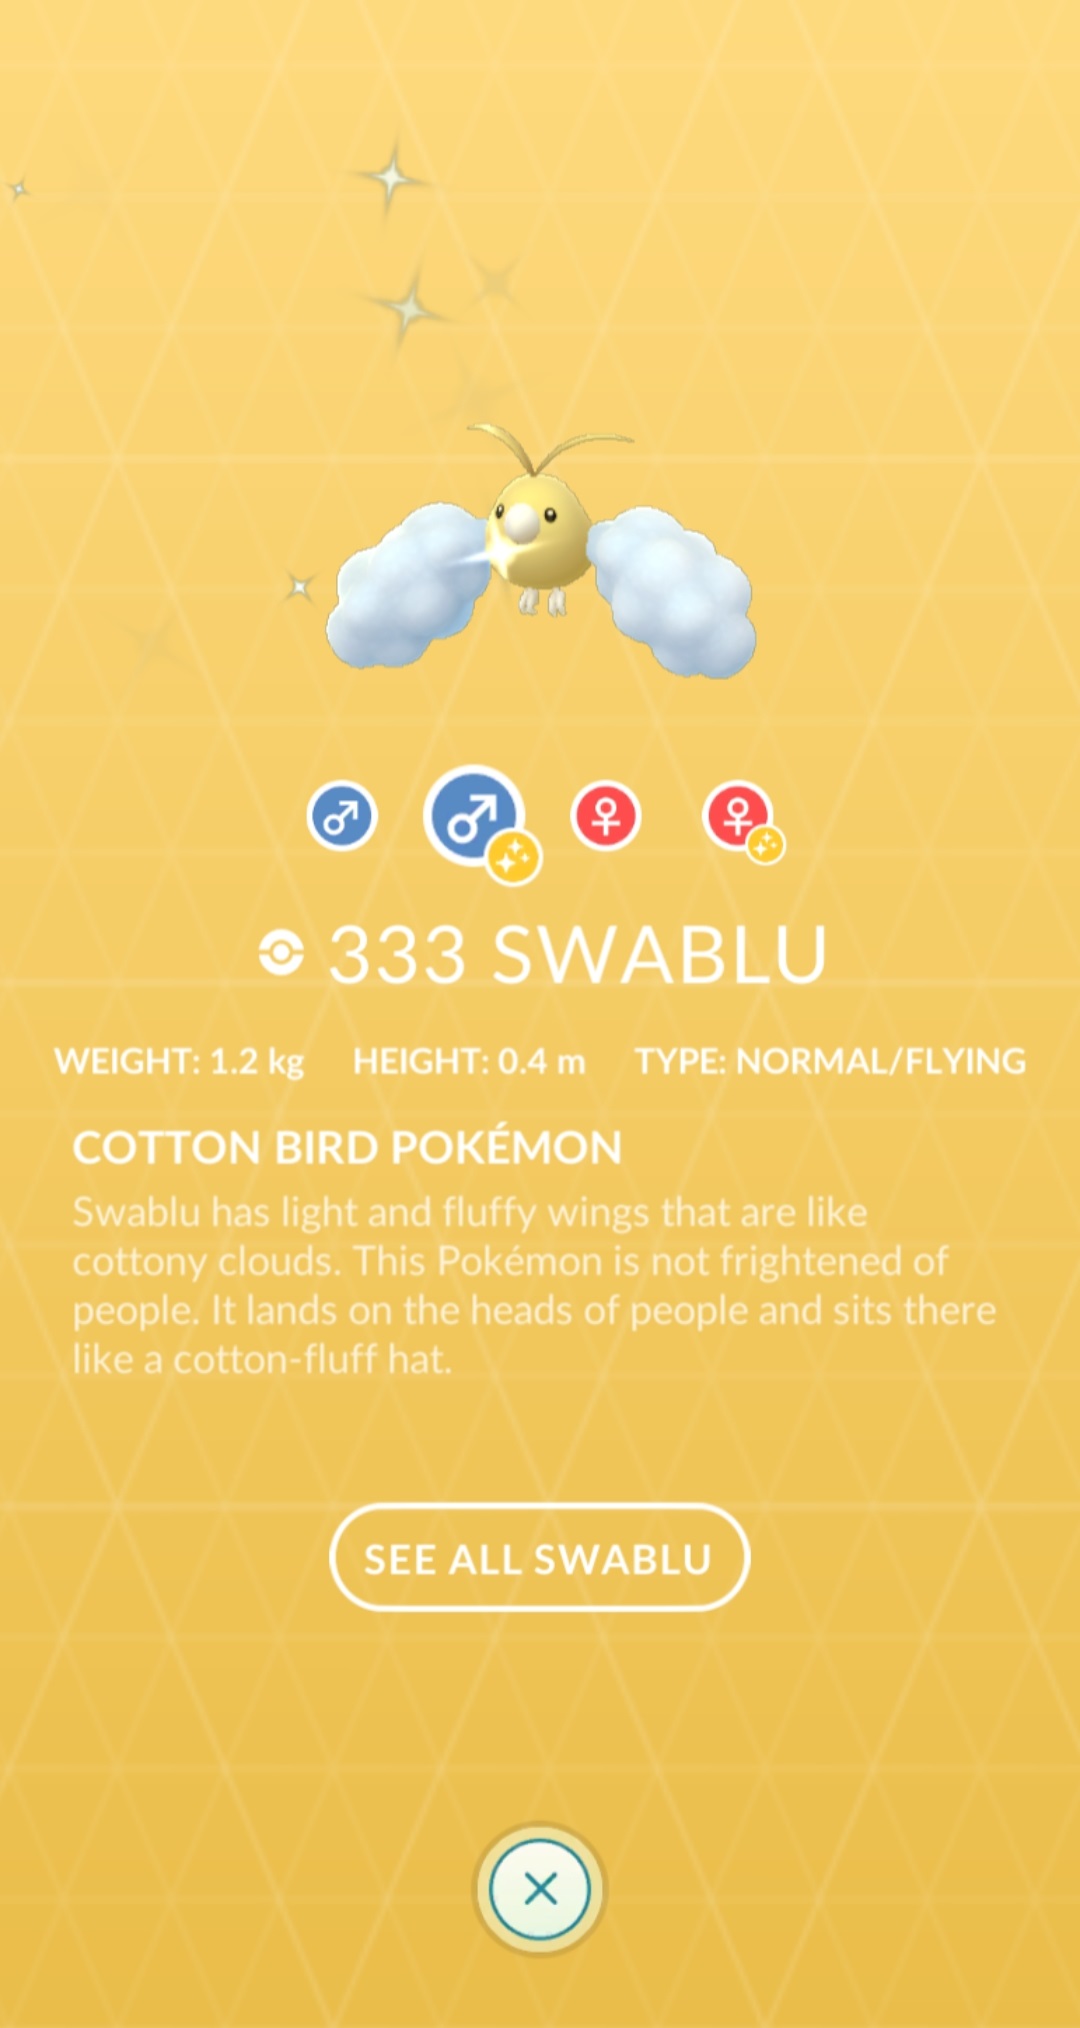 333 SWABLU
WEIGHT: 1.2 kg HEIGHT: 0.4 m TYPE: NORMAL/FLYING
COTTON BIRD POKÉMON
Swablu has light and fluffy wings that are like
cottony clouds. This Pokémon is not frightened of
people. It lands on the heads of people and sits there
like a cotton-fluff hat.
SEE ALL SWABLU